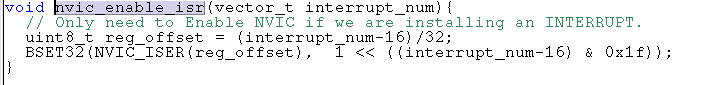 void nvic_enable_isr(vector_t interrupt_num){
// Only need to Enable NVIC if we are installing an INTERRUPT.
uint8_t reg_offset = (interrupt_num-16)/32;
BSET32(NVIC_ISER(reg_offset), 1 << ((interrupt_num-16) & 0x1f));
}